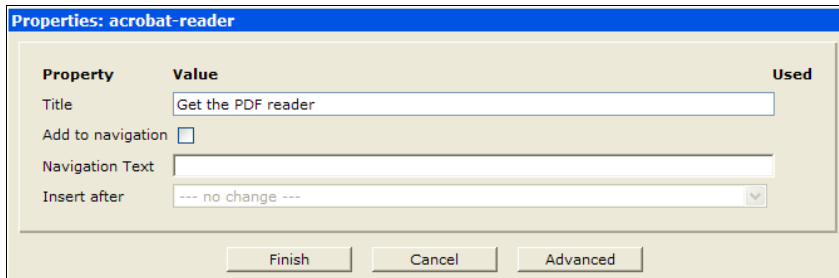 Properties: acrobat-reader
Property Value Used
Title Get the PDF reader
Add to navigation
Navigation Text
Insert after --- no change ---
Finish Cancel Advanced